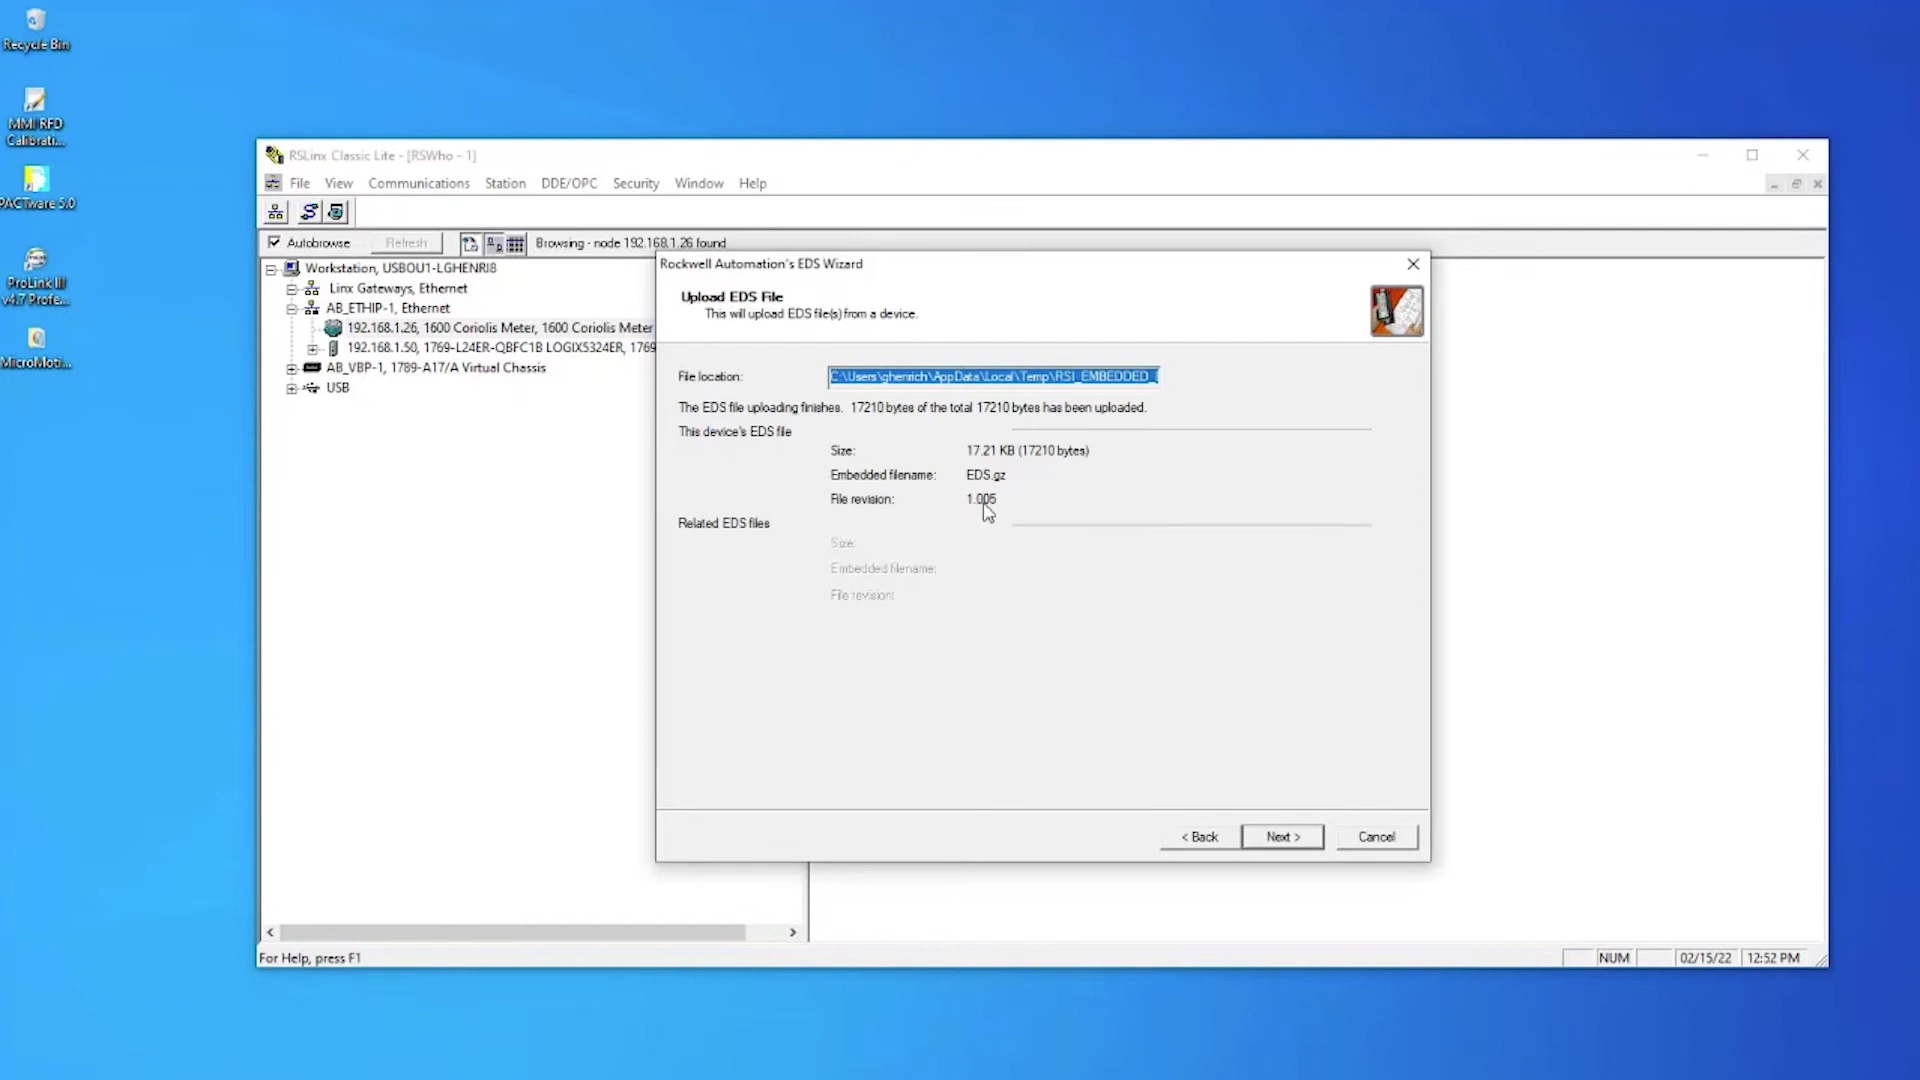 Recycle Bin
MMI RFD
Calibrati...
PACTware 5.0
ProLink III
v4.7 Profe...
MicroMoti...
RSLinx Classic Lite - [RSWho - 1]
File View Communications Station DDE/OPC Security Window Help
Autobrowse Refresh Browsing - node 192.168.1.26 found
Workstation, USBOU1-LGHENRI8
Linx Gateways, Ethernet
AB_ETHIP-1, Ethernet
192.168.1.26, 1600 Coriolis Meter, 1600 Coriolis Meter
192.168.1.50, 1769-L24ER-QBFC1B LOGIX5324ER, 1769
AB_VBP-1, 1789-A17/A Virtual Chassis
USB
Rockwell Automation's EDS Wizard
Upload EDS File
This will upload EDS file(s) from a device.
File location: C:\Users\ghenrich\AppData\Local\Temp\RSI_EMBEDDED_
The EDS file uploading finishes. 17210 bytes of the total 17210 bytes has been uploaded.
This device's EDS file
Size: 17.21 KB (17210 bytes)
Embedded filename: EDS.gz
File revision: 1.005
Related EDS files
Size:
Embedded filename:
File revision:
< Back Next > Cancel
For Help, press F1
NUM 02/15/22 12:52 PM